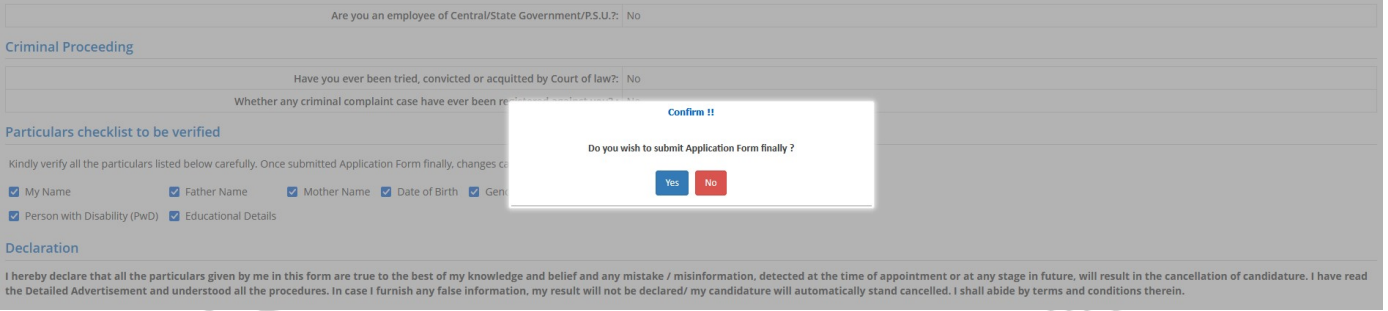 Are you an employee of Central/State Government/P.S.U.?: No
Criminal Proceeding
Have you ever been tried, convicted or acquitted by Court of law?: No
Whether any criminal complaint case have ever been
Confirm !!
Particulars checklist to be verified
Do you wish to submit Application Form finally ?
Kindly verify all the particulars listed below carefully. Once submitted Application Form finally, changes
Yes No
My Name Father Name Mother Name Date of Birth
Person with Disability (PwD) Educational Details
Declaration
I hereby declare that all the particulars given by me in this form are true to the best of my knowledge and belief and any mistake / misinformation, detected at the time of appointment or at any stage in future, will result in the cancellation of candidature. I have read
the Detailed Advertisement and understood all the procedures. In case I furnish any false information, my result will not be declared/ my candidature will automatically stand cancelled. I shall abide by terms and conditions therein.